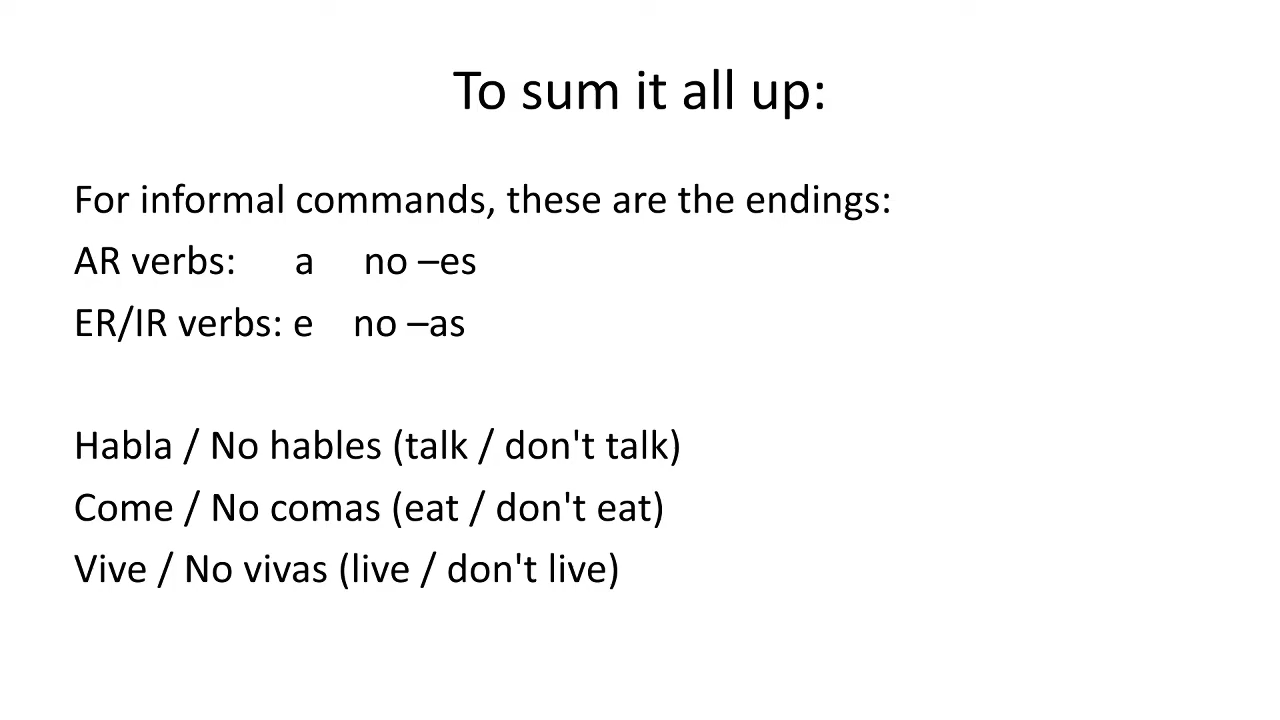 To sum it all up:
For informal commands, these are the endings:
AR verbs: a no –es
ER/IR verbs: e no –as
Habla / No hables (talk / don't talk)
Come / No comas (eat / don't eat)
Vive / No vivas (live / don't live)